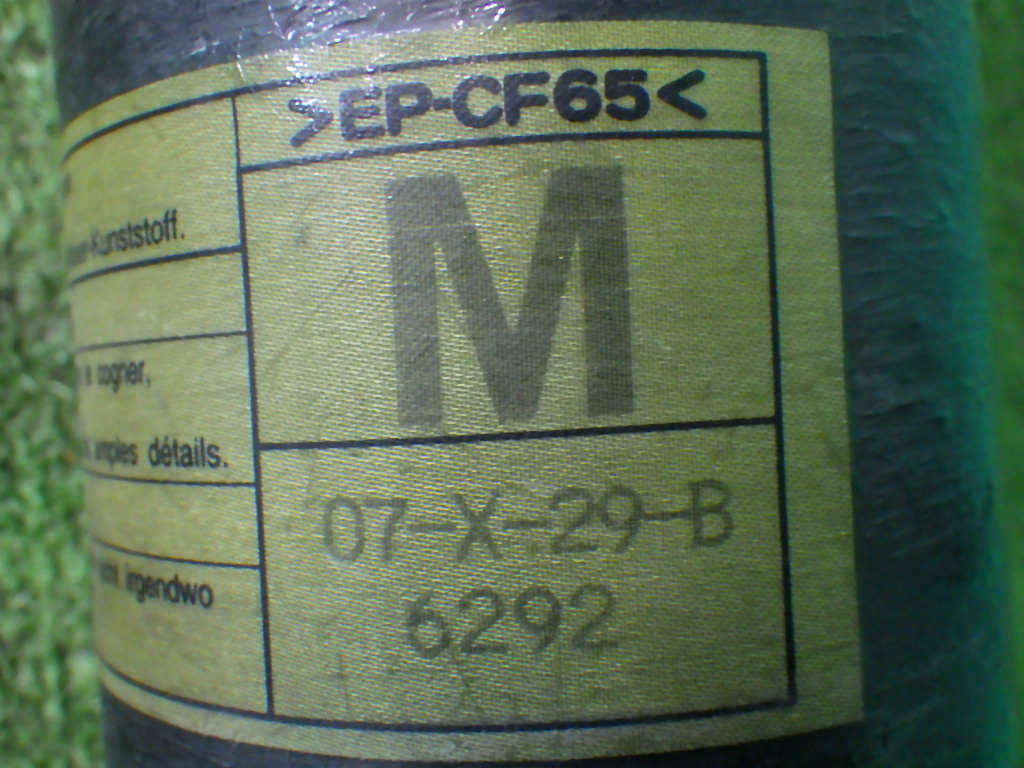 >EP-CF65<
M
Kunststoff.
cogner,
amples détails.
irgendwo
07-X-29-B
6292